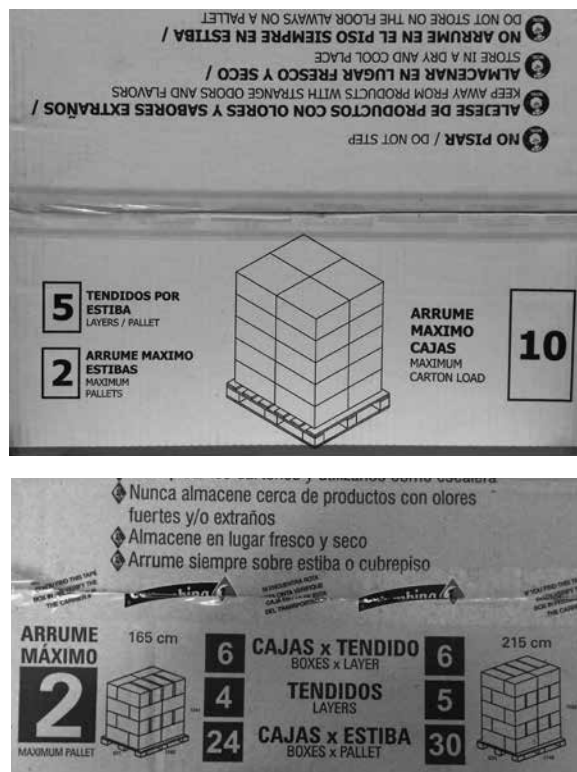 NO PISAR / DO NOT STEP
ALEJESE DE PRODUCTOS CON OLORES Y SABORES EXTRAÑOS /
KEEP AWAY FROM PRODUCTS WITH STRANGE ODORS AND FLAVORS
ALMACENAR EN LUGAR FRESCO Y SECO /
STORE IN A DRY AND COOL PLACE
NO ARRUME EN EL PISO SIEMPRE EN ESTIBA /
DO NOT STORE ON THE FLOOR ALWAYS ON A PALLET
5
TENDIDOS POR
ESTIBA
LAYERS / PALLET
2
ARRUME MAXIMO
ESTIBAS
MAXIMUM
PALLETS
ARRUME
MAXIMO
CAJAS
MAXIMUM
CARTON LOAD
10
Nunca almacene cerca de productos con olores
fuertes y/o extraños
Almacene en lugar fresco y seco
Arrume siempre sobre estiba o cubrepiso
ARRUME
MÁXIMO
2
MAXIMUM PALLET
165 cm
6 CAJAS x TENDIDO 6
BOXES x LAYER
4 TENDIDOS 5
LAYERS
24 CAJAS x ESTIBA 30
BOXES x PALLET
215 cm